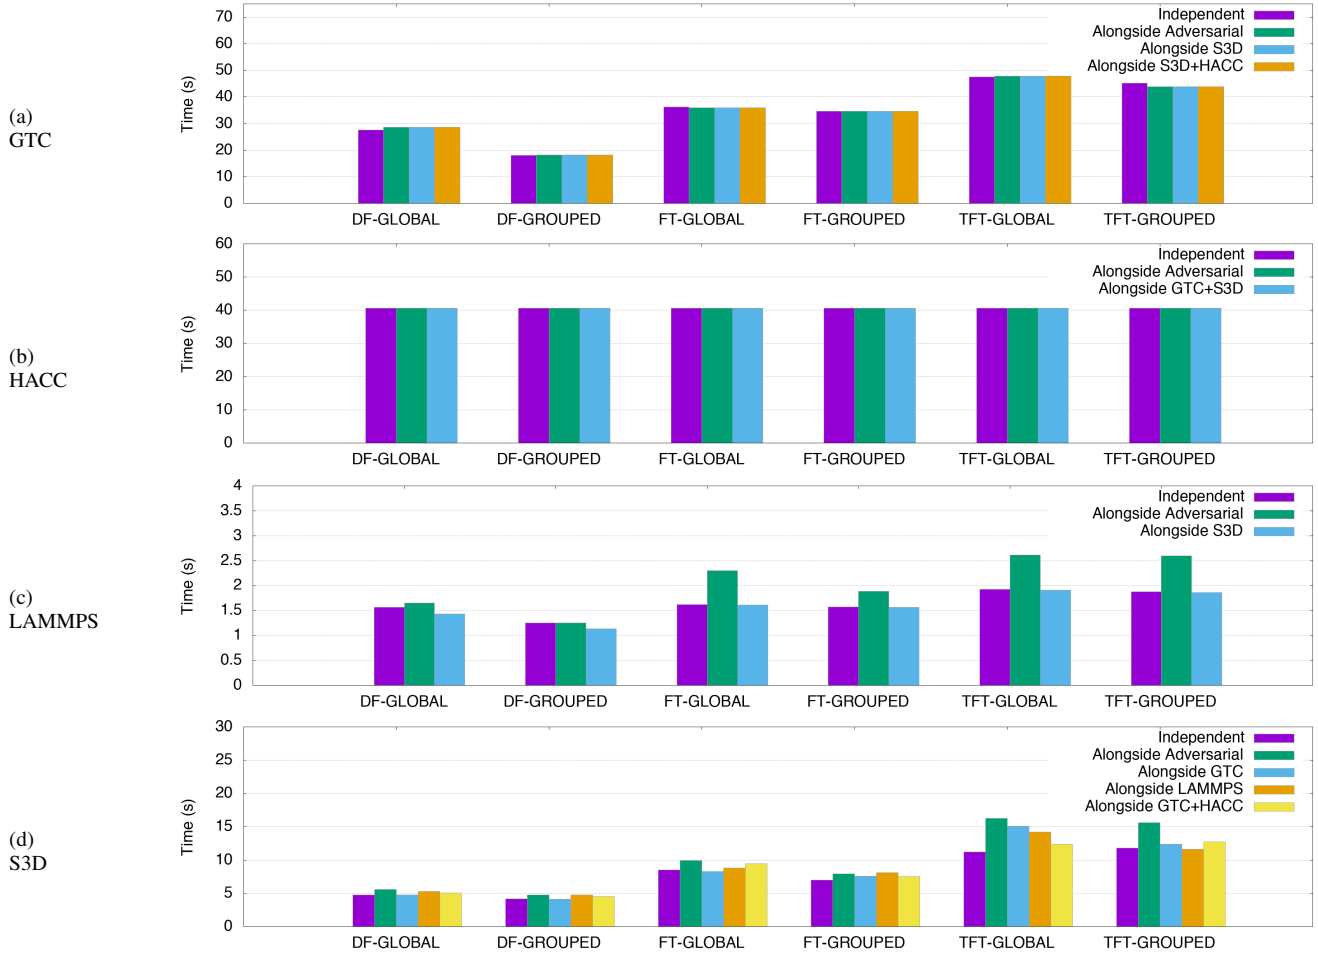 (a)
GTC
Time (s)
70
60
50
40
30
20
10
0
Independent
Alongside Adversarial
Alongside S3D
Alongside S3D+HACC
DF-GLOBAL DF-GROUPED FT-GLOBAL FT-GROUPED TFT-GLOBAL TFT-GROUPED
(b)
HACC
Time (s)
60
50
40
30
20
10
0
Independent
Alongside Adversarial
Alongside GTC+S3D
DF-GLOBAL DF-GROUPED FT-GLOBAL FT-GROUPED TFT-GLOBAL TFT-GROUPED
(c)
LAMMPS
Time (s)
4
3.5
3
2.5
2
1.5
1
0.5
0
Independent
Alongside Adversarial
Alongside S3D
DF-GLOBAL DF-GROUPED FT-GLOBAL FT-GROUPED TFT-GLOBAL TFT-GROUPED
(d)
S3D
Time (s)
30
25
20
15
10
5
0
Independent
Alongside Adversarial
Alongside GTC
Alongside LAMMPS
Alongside GTC+HACC
DF-GLOBAL DF-GROUPED FT-GLOBAL FT-GROUPED TFT-GLOBAL TFT-GROUPED